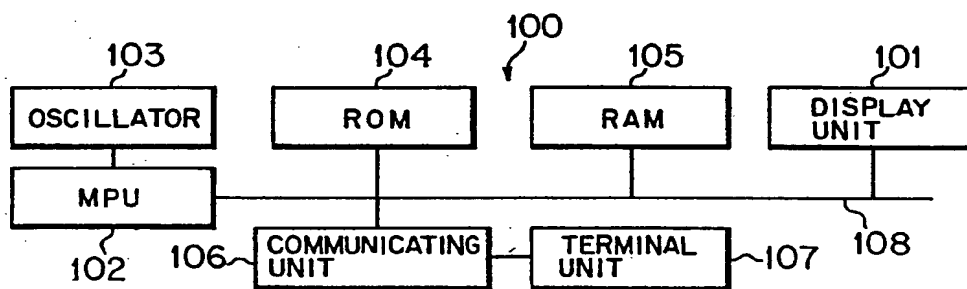 100
103
104
105
101
OSCILLATOR
ROM
RAM
DISPLAY
UNIT
MPU
102
106
COMMUNICATING
UNIT
TERMINAL
UNIT
107
108